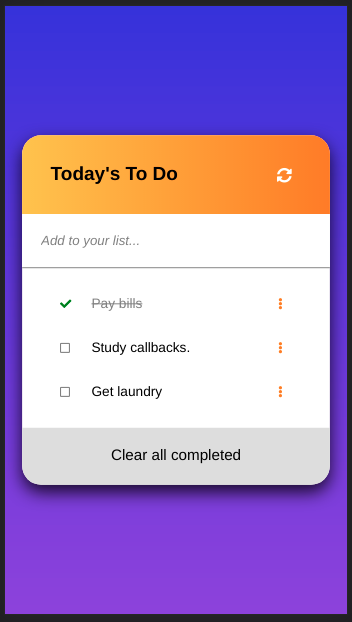 Today's To Do
Add to your list...
Pay bills
Study callbacks.
Get laundry
Clear all completed